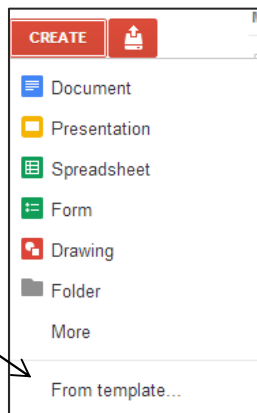 CREATE
Document
Presentation
Spreadsheet
Form
Drawing
Folder
More
From template...